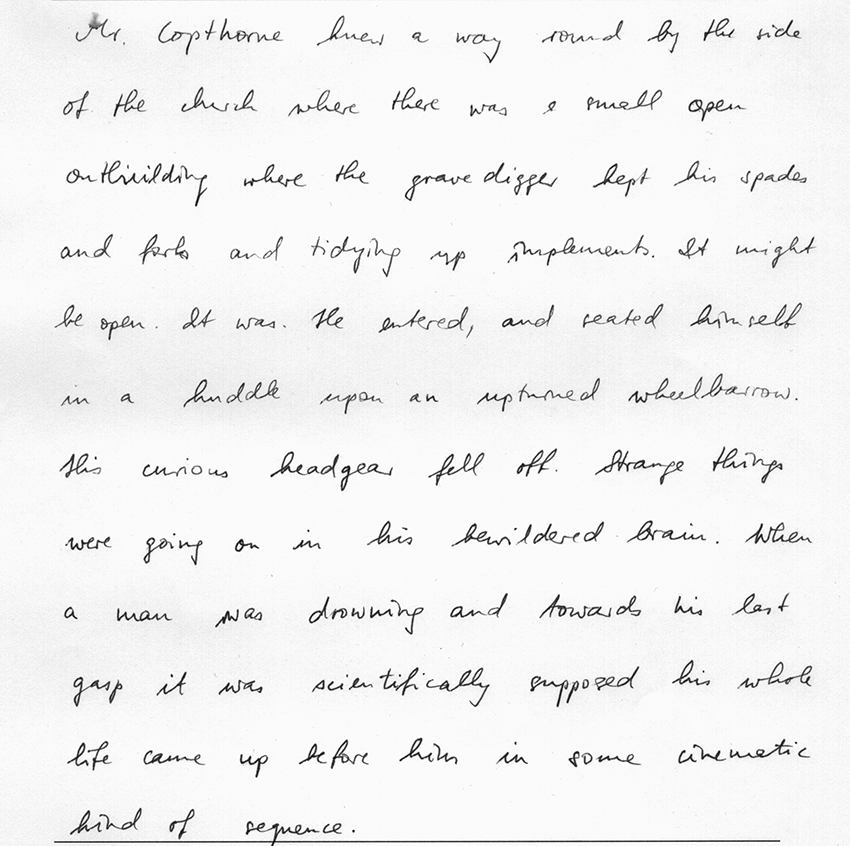 Mr. Copthorne knew a way round by the side
of the church where there was a small open
outbuilding where the grave digger kept his spades
and forks and tidying up implements. It might
be open. It was. He entered, and seated himself
in a huddle upon an upturned wheelbarrow.
His curious headgear fell off. Strange things
were going on in his bewildered brain. When
a man was drowning and towards his last
gasp it was scientifically supposed his whole
life came up before him in some cinematic
kind of sequence.